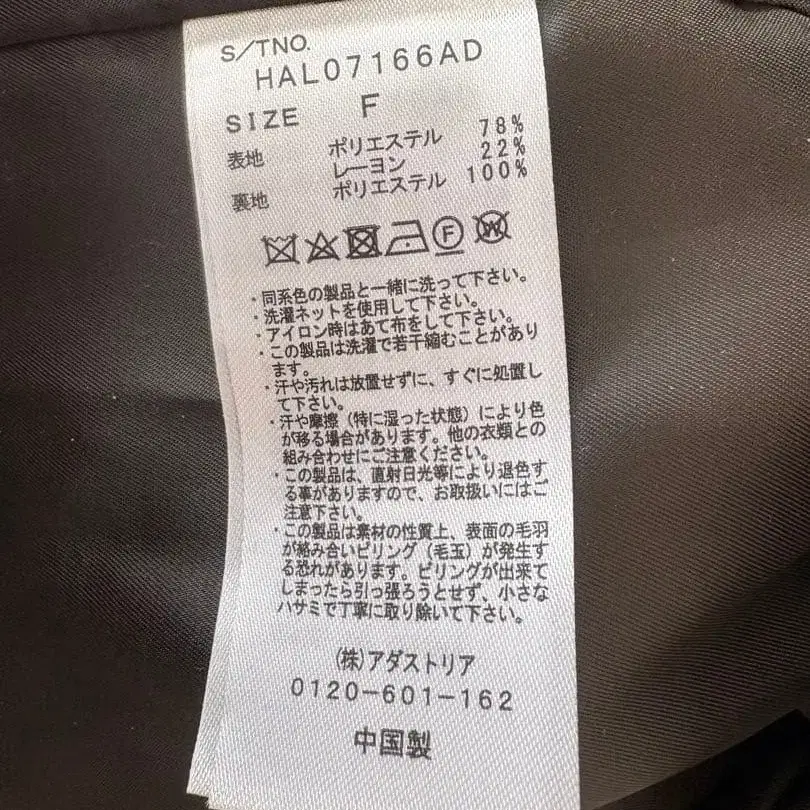 S/TNO.
HAL07166AD
SIZE F
表地 ポリエステル 78%
レーヨン 22%
裏地 ポリエステル 100%
F
W
・同系色の製品と一緒に洗って下さい。
・洗濯ネットを使用して下さい。
・アイロン時はあて布をして下さい。
・この製品は洗濯で若干縮むことがあり
ます。
・汗や汚れは放置せずに、すぐに処置し
て下さい。
・汗や摩擦（特に湿った状態）により色
が移る場合があります。他の衣類との
組み合わせにご注意ください。
・この製品は、直射日光等により退色す
る事がありますので、お取扱いにはご
注意下さい。
・この製品は素材の性質上、表面の毛羽
が絡み合いピリング（毛玉）が発生す
る恐れがあります。ピリングが出来て
しまったら引っ張ろうとせず、小さな
ハサミで丁寧に取り除いて下さい。
(株)アダストリア
0120-601-162
中国製